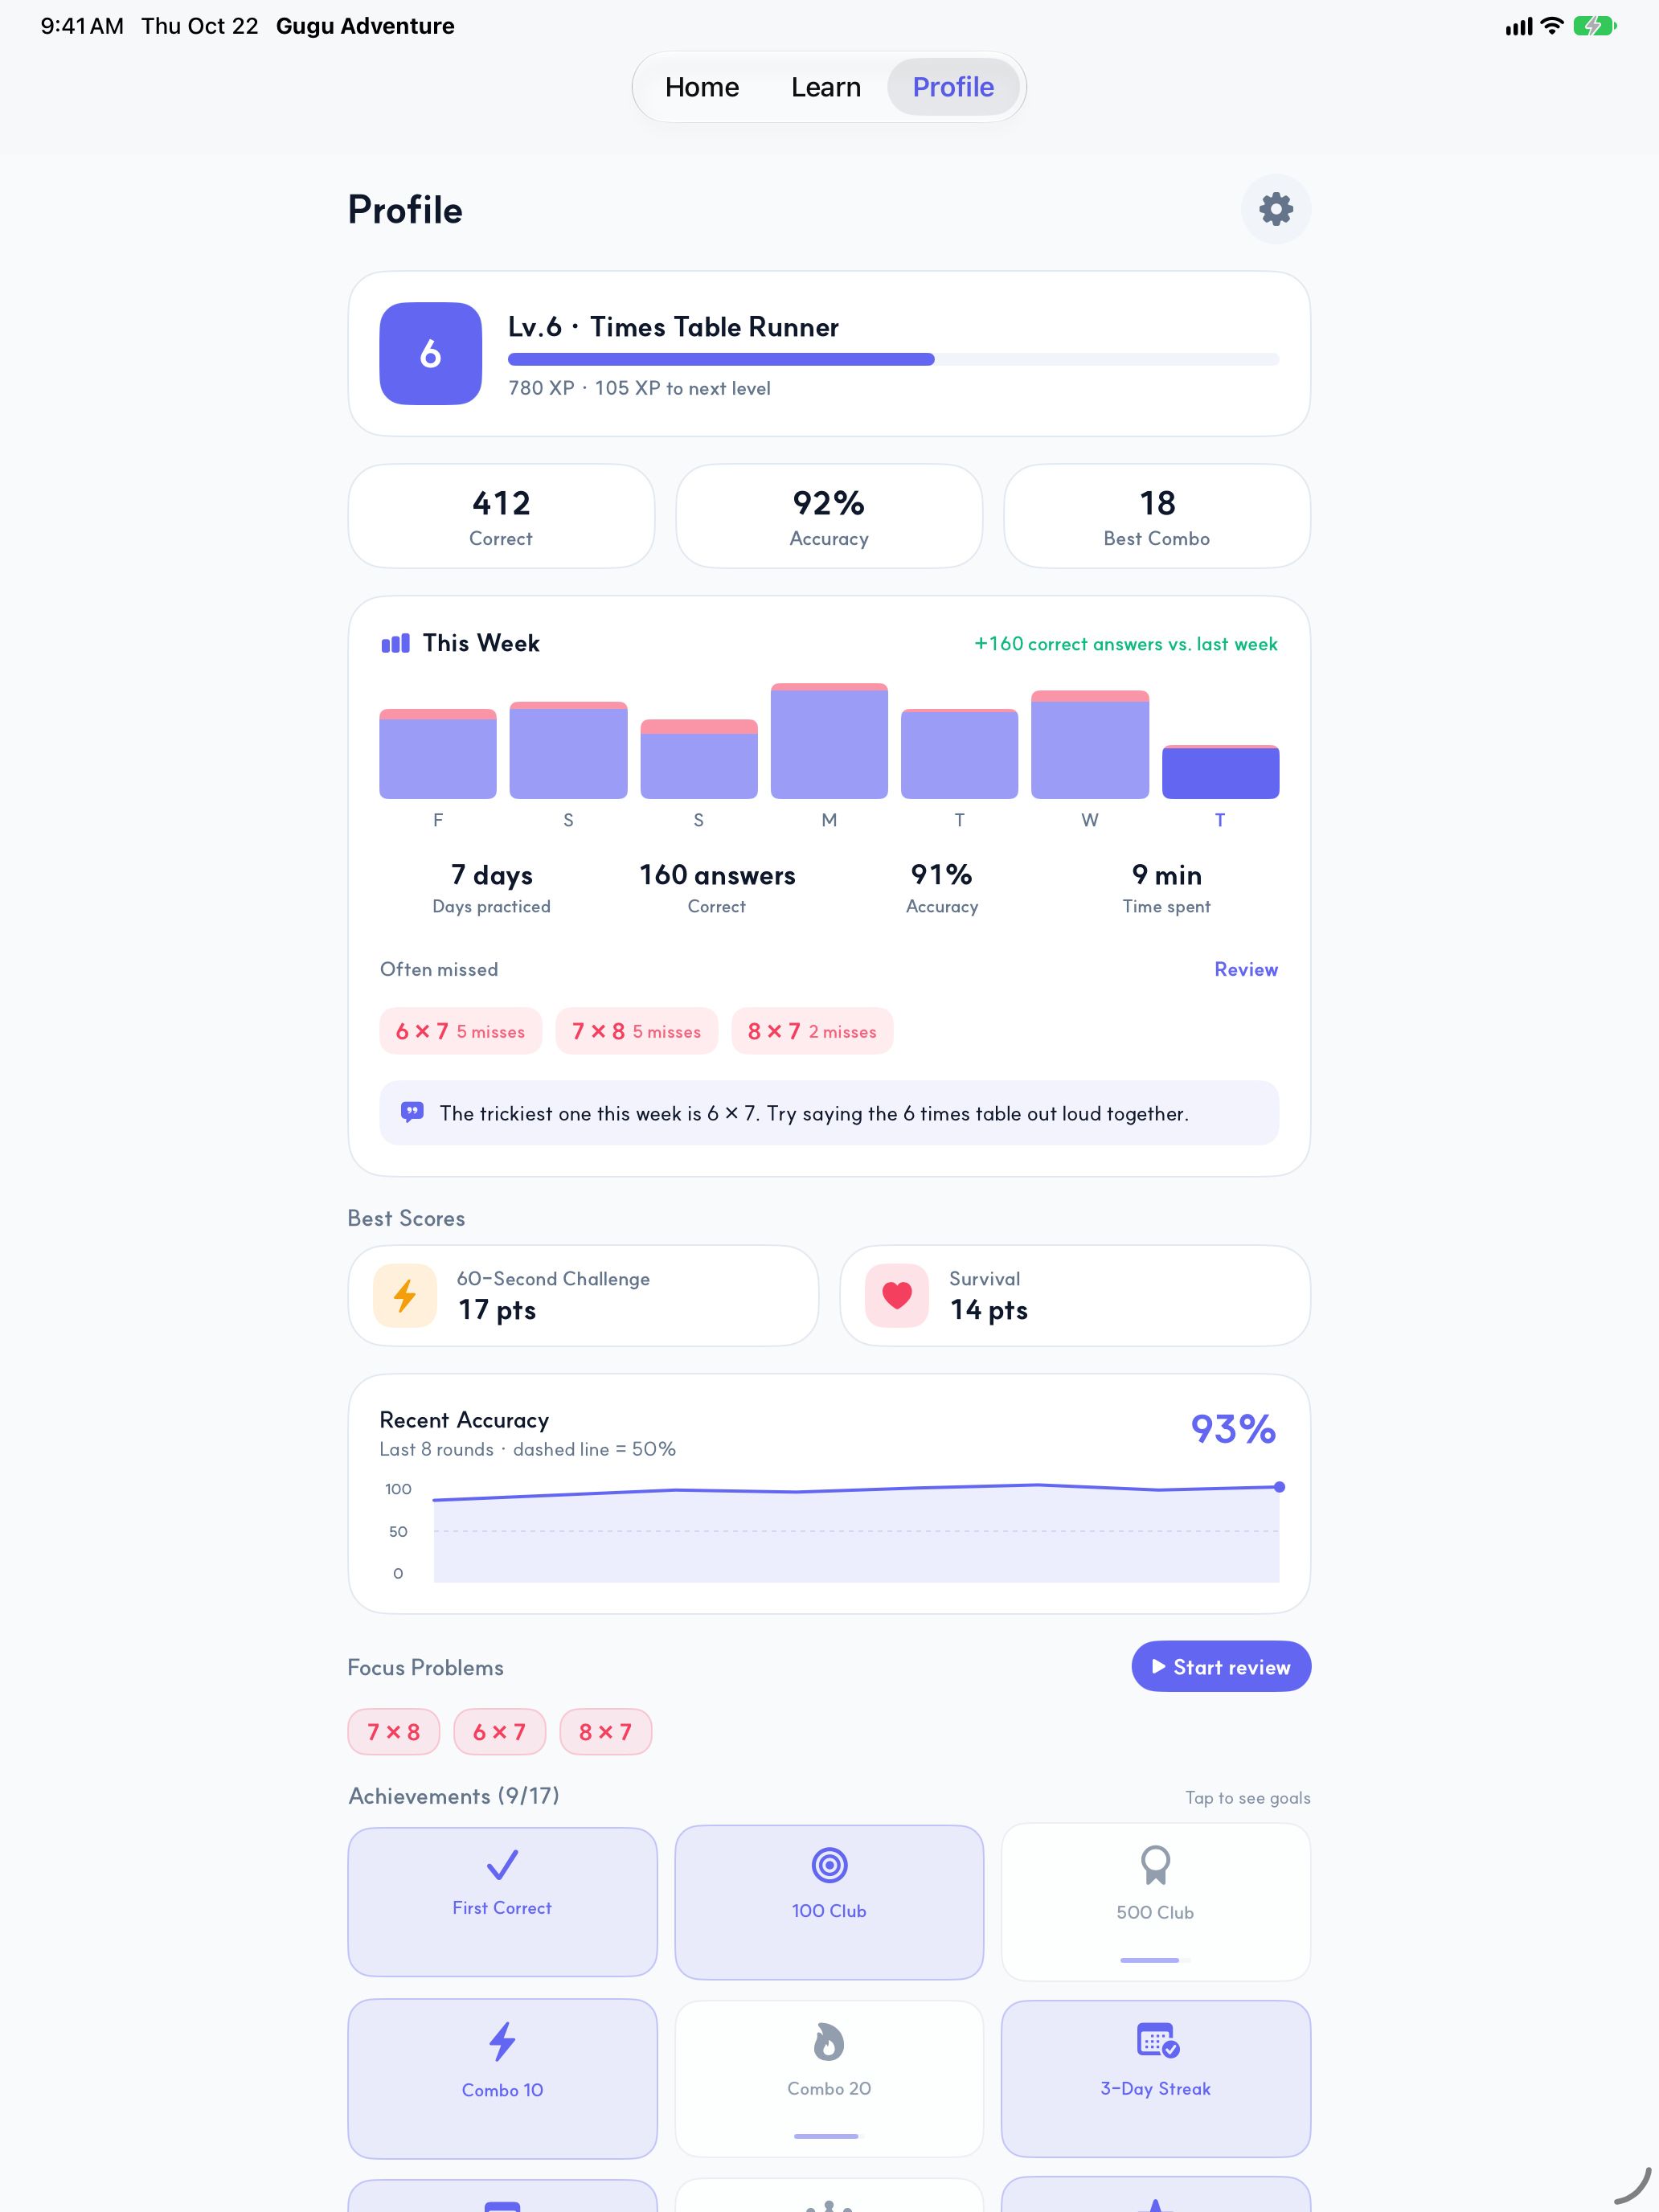 9:41 AM Thu Oct 22 Gugu Adventure
Home Learn Profile
Profile
6
Lv.6 · Times Table Runner
780 XP · 105 XP to next level
412
Correct
92%
Accuracy
18
Best Combo
This Week
+160 correct answers vs. last week
F S S M T W T
7 days
Days practiced
160 answers
Correct
91%
Accuracy
9 min
Time spent
Often missed
Review
6 × 7 5 misses
7 × 8 5 misses
8 × 7 2 misses
The trickiest one this week is 6 × 7. Try saying the 6 times table out loud together.
Best Scores
60-Second Challenge
17 pts
Survival
14 pts
Recent Accuracy
93%
Last 8 rounds · dashed line = 50%
100
50
0
Focus Problems
Start review
7 × 8
6 × 7
8 × 7
Achievements (9/17)
Tap to see goals
First Correct
100 Club
500 Club
Combo 10
Combo 20
3-Day Streak